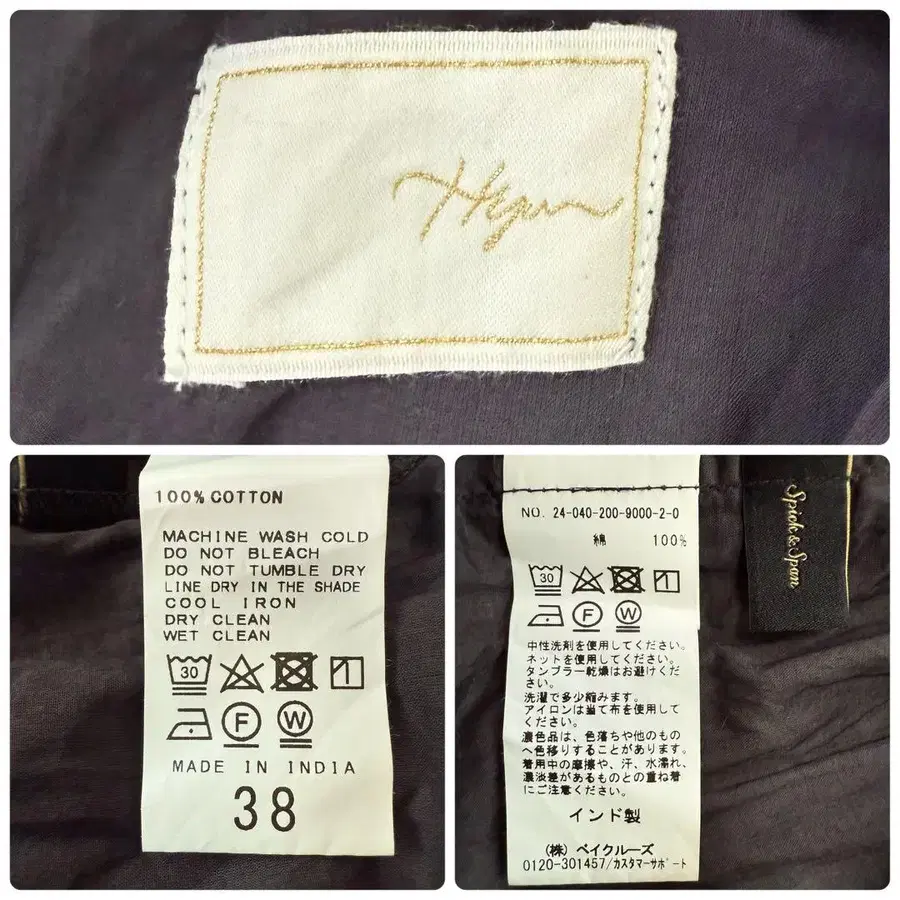 100% COTTON
MACHINE WASH COLD
DO NOT BLEACH
DO NOT TUMBLE DRY
LINE DRY IN THE SHADE
COOL IRON
DRY CLEAN
WET CLEAN
30
F
W
MADE IN INDIA
38
NO. 24-040-200-9000-2-0
綿 100%
30
F
W
中性洗剤を使用してください。
ネットを使用してください。
タンブラー乾燥はお避けくださ
い。
洗濯で多少縮みます。
アイロンは当て布を使用して
ください。
濃色品は、色落ちや他のもの
へ色移りすることがあります。
着用中の摩擦や、汗、水濡れ、
濃淡差があるものとの重ね着
にご注意ください。
インド製
(株) ベイクルーズ
0120-301457/カスタマーサポート
Spick & Span